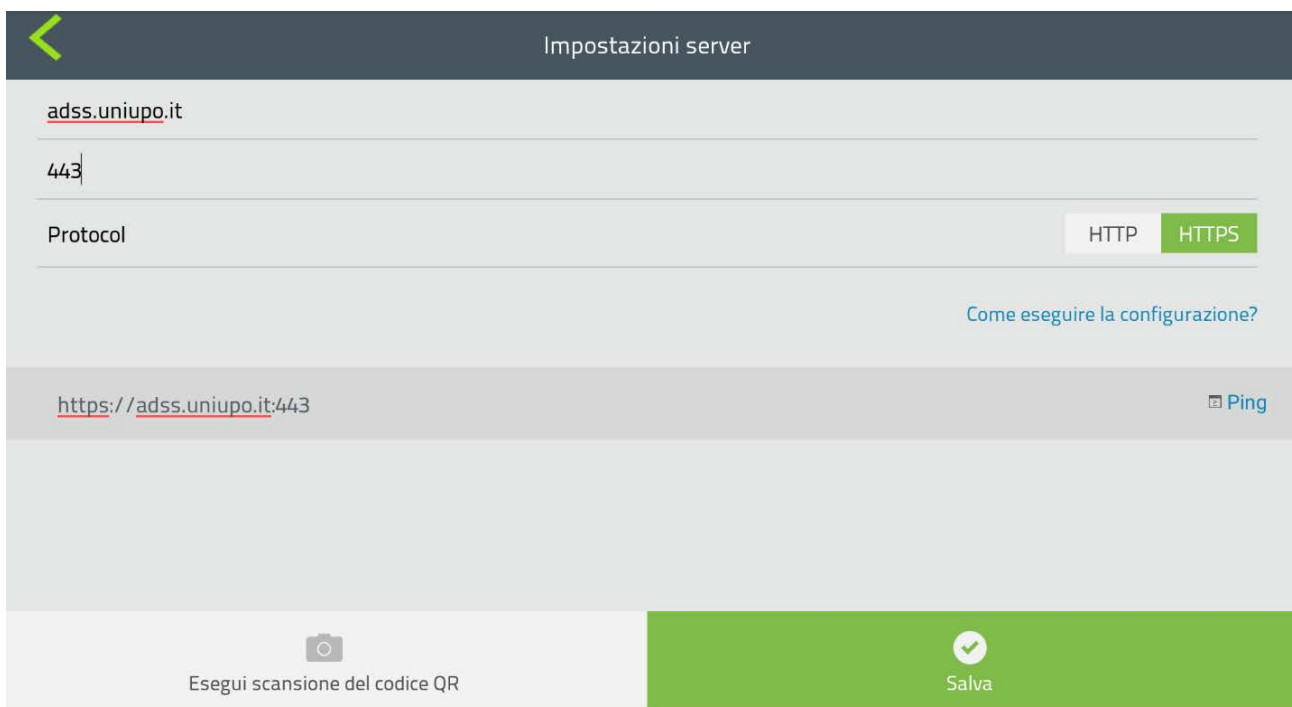 Impostazioni server
adss.uniupo.it
443
Protocol HTTP HTTPS
Come eseguire la configurazione?
https://adss.uniupo.it:443 Ping
Esegui scansione del codice QR Salva